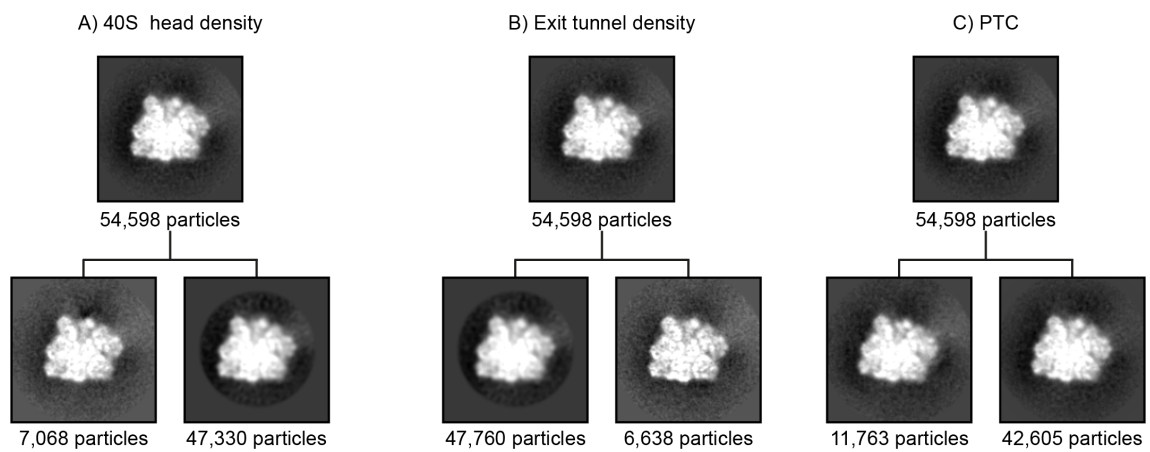 A) 40S head density
B) Exit tunnel density
C) PTC
54,598 particles
54,598 particles
54,598 particles
7,068 particles
47,330 particles
47,760 particles
6,638 particles
11,763 particles
42,605 particles